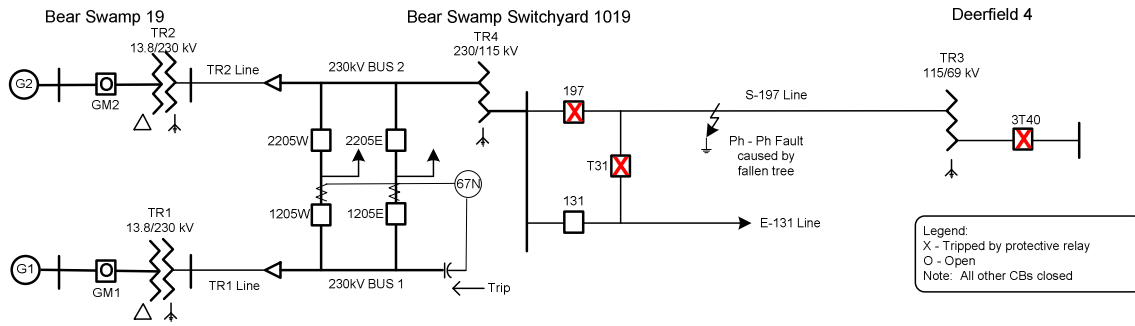 Bear Swamp 19
Bear Swamp Switchyard 1019
Deerfield 4
TR2
13.8/230 kV
TR4
230/115 kV
TR3
115/69 kV
TR2 Line
230kV BUS 2
G2
GM2
197
S-197 Line
3T40
2205W
2205E
Ph - Ph Fault
caused by
fallen tree
T31
67N
TR1
13.8/230 kV
1205W
1205E
131
E-131 Line
G1
GM1
TR1 Line
230kV BUS 1
Trip
Legend:
X - Tripped by protective relay
O - Open
Note: All other CBs closed